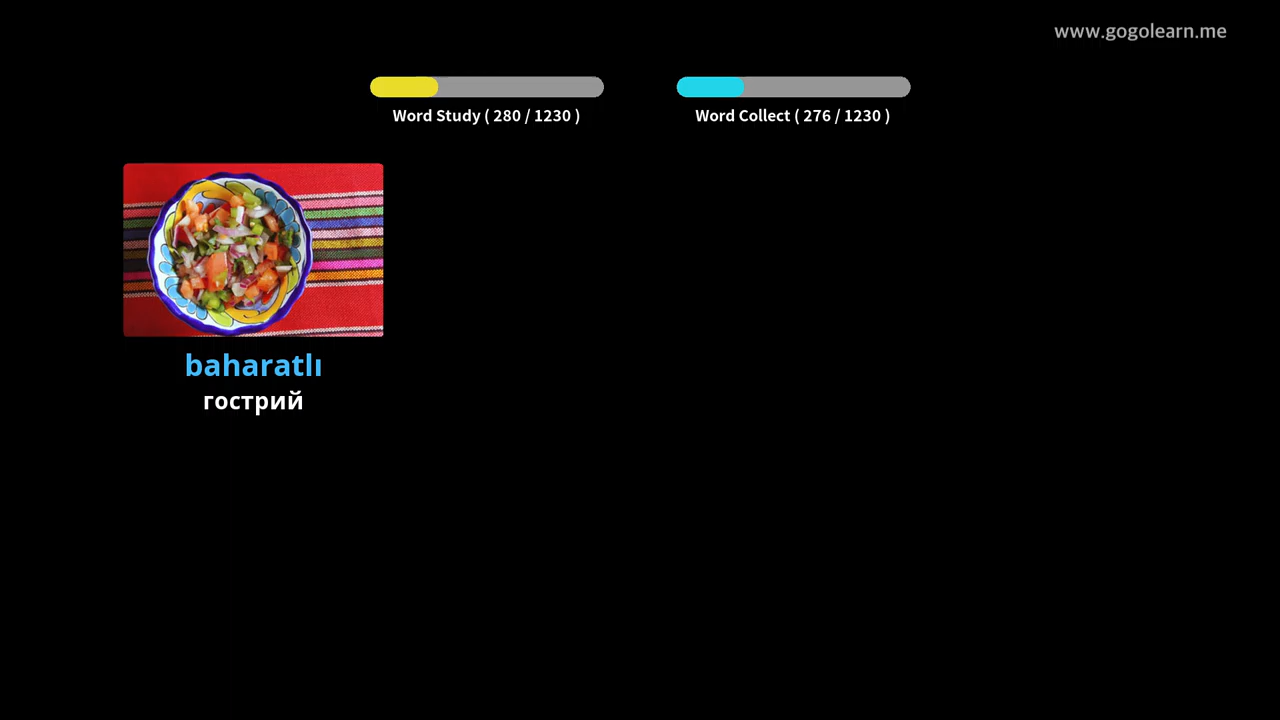 www.gogolearn.me
Word Study ( 280 / 1230 )
Word Collect ( 276 / 1230 )
baharatlı
гострий